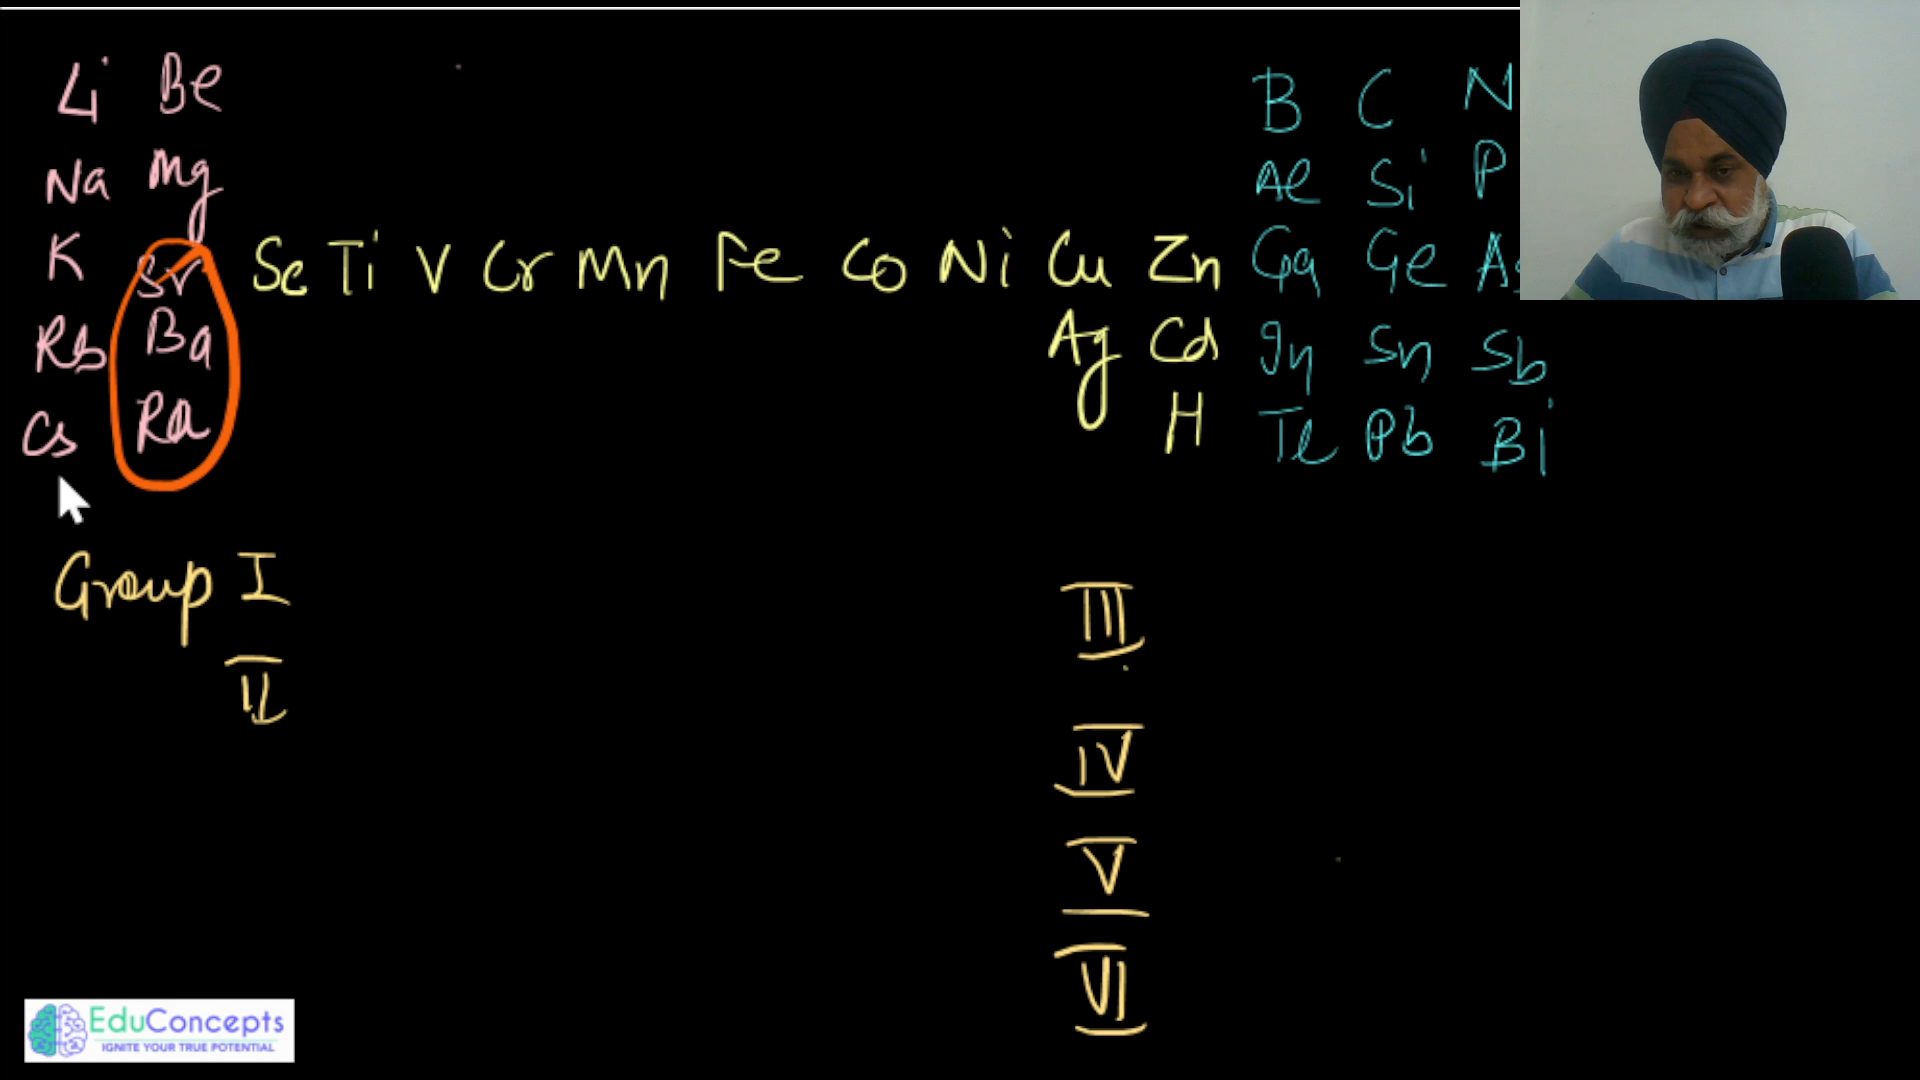 Li Be B C N
Na Mg Al Si P
K Sr Sc Ti V Cr Mn Fe Co Ni Cu Zn Ga Ge As
Rb Ba Ag Cd In Sn Sb
Cs Ra H Tl Pb Bi
Group I III
II
IV
V
VI
EduConcepts
IGNITE YOUR TRUE POTENTIAL